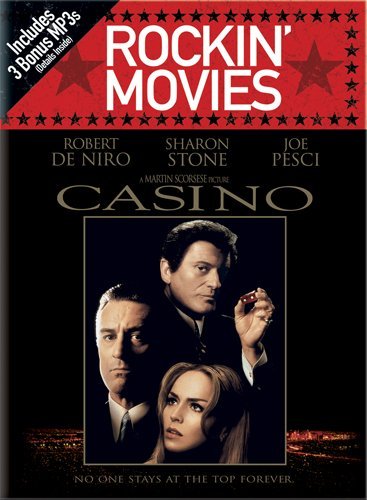 Includes
3 Bonus MP3s
(Details Inside)
ROCKIN'
MOVIES
ROBERT
DE NIRO
SHARON
STONE
JOE
PESCI
A MARTIN SCORSESE PICTURE
CASINO
NO ONE STAYS AT THE TOP FOREVER.